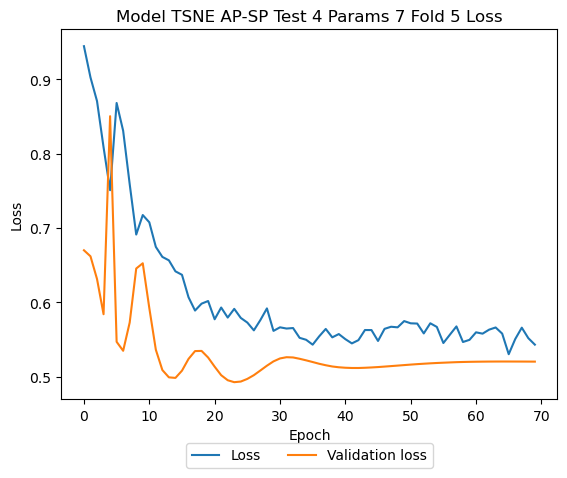 Model TSNE AP-SP Test 4 Params 7 Fold 5 Loss
Loss
0.9
0.8
0.7
0.6
0.5
0 10 20 30 40 50 60 70
Epoch
Loss Validation loss